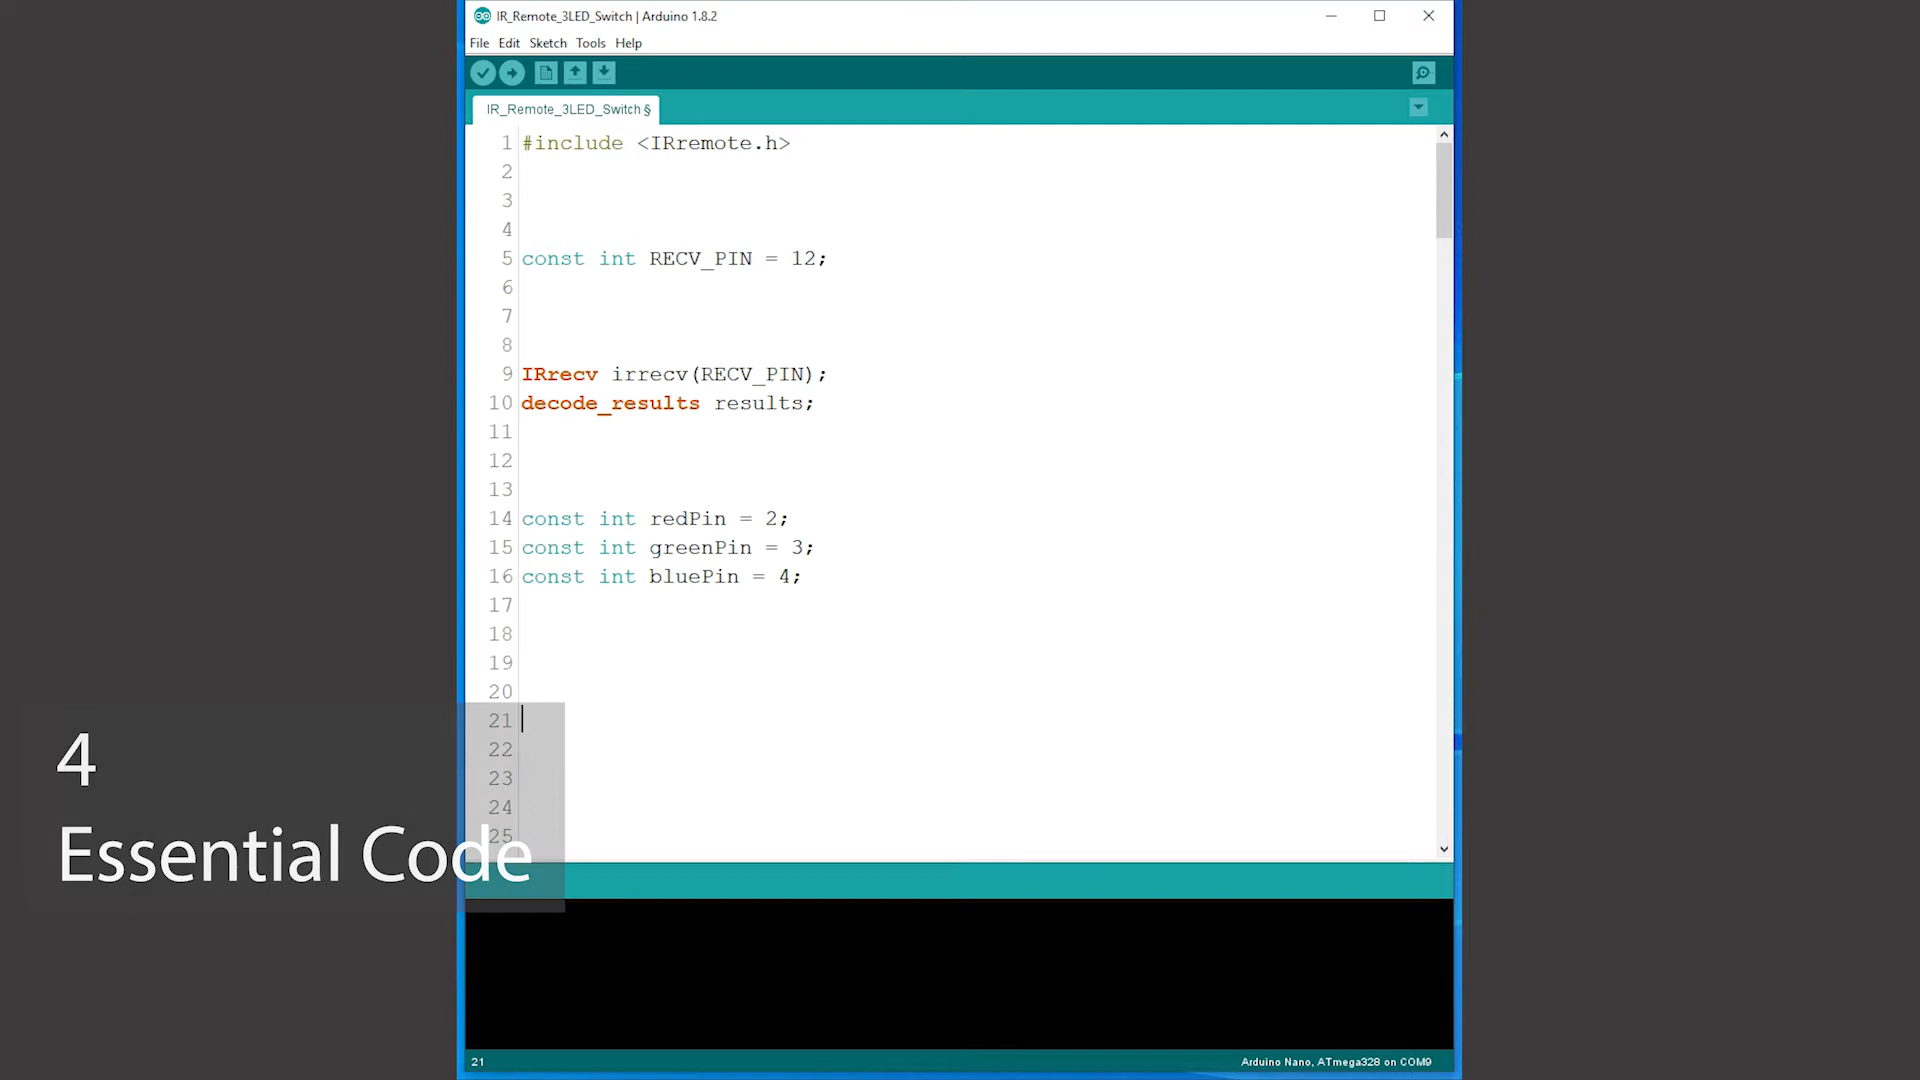 IR_Remote_3LED_Switch | Arduino 1.8.2
File Edit Sketch Tools Help
IR_Remote_3LED_Switch §
1 #include <IRremote.h>
2
3
4
5 const int RECV_PIN = 12;
6
7
8
9 IRrecv irrecv(RECV_PIN);
10 decode_results results;
11
12
13
14 const int redPin = 2;
15 const int greenPin = 3;
16 const int bluePin = 4;
17
18
19
20
21
22
23
24
25
4
Essential Code
21
Arduino Nano, ATmega328 on COM9